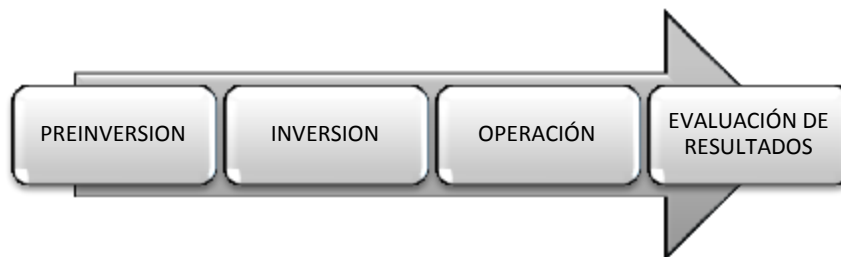 PREINVERSION
INVERSION
OPERACIÓN
EVALUACIÓN DE
RESULTADOS